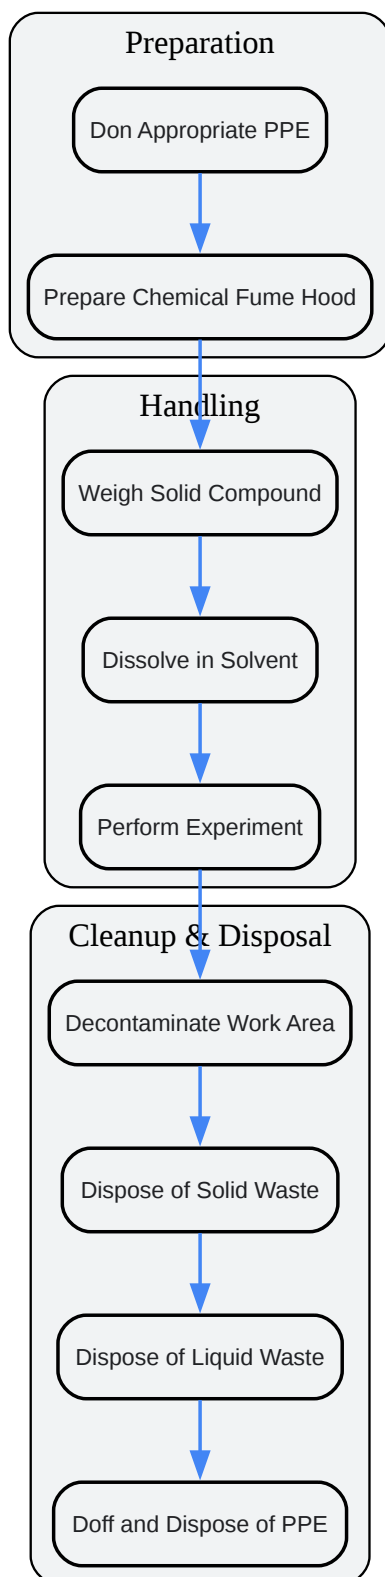 Preparation
Don Appropriate PPE
Prepare Chemical Fume Hood
Handling
Weigh Solid Compound
Dissolve in Solvent
Perform Experiment
Cleanup & Disposal
Decontaminate Work Area
Dispose of Solid Waste
Dispose of Liquid Waste
Doff and Dispose of PPE